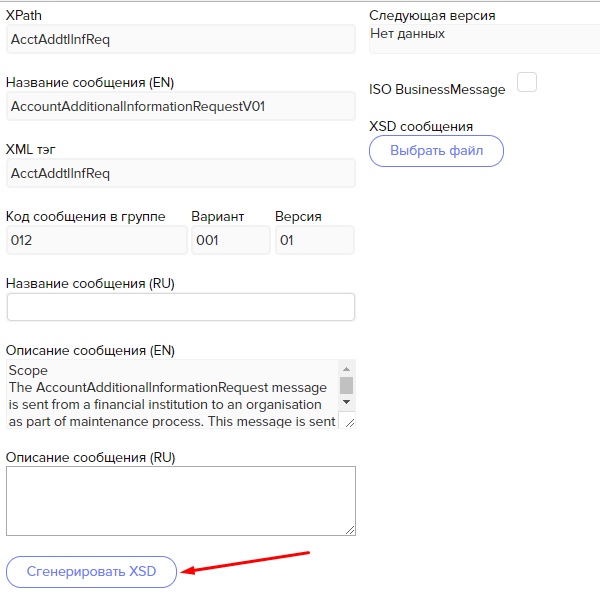 XPath
AcctAddtlInfReq
Название сообщения (EN)
AccountAdditionalInformationRequestV01
XML тэг
AcctAddtlInfReq
Код сообщения в группе
Вариант
Версия
012
001
01
Название сообщения (RU)
Описание сообщения (EN)
Scope
The AccountAdditionalInformationRequest message
is sent from a financial institution to an organisation
as part of maintenance process. This message is sent
Описание сообщения (RU)
Сгенерировать XSD
Следующая версия
Нет данных
ISO BusinessMessage
XSD сообщения
Выбрать файл